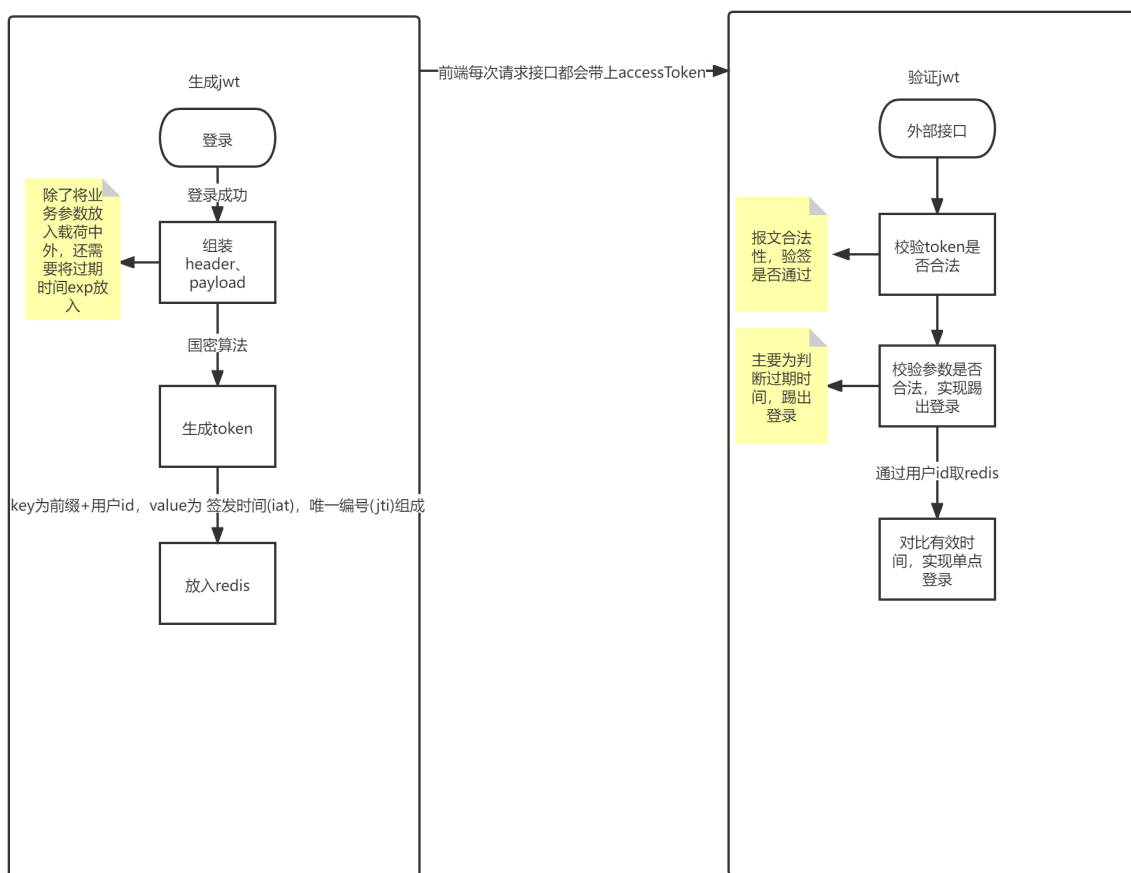 生成jwt
登录
登录成功
除了将业
务参数放
入载荷中
外，还需
要将过期
时间exp放
入
组装
header、
payload
国密算法
生成token
key为前缀+用户id，value为 签发时间(iat)，唯一编号(jti)组成
放入redis
前端每次请求接口都会带上accessToken
验证jwt
外部接口
报文合法
性，验签
是否通过
校验token是
否合法
主要为判
断过期时
间，踢出
登录
校验参数是否
合法，实现踢
出登录
通过用户id取redis
对比有效时
间，实现单点
登录